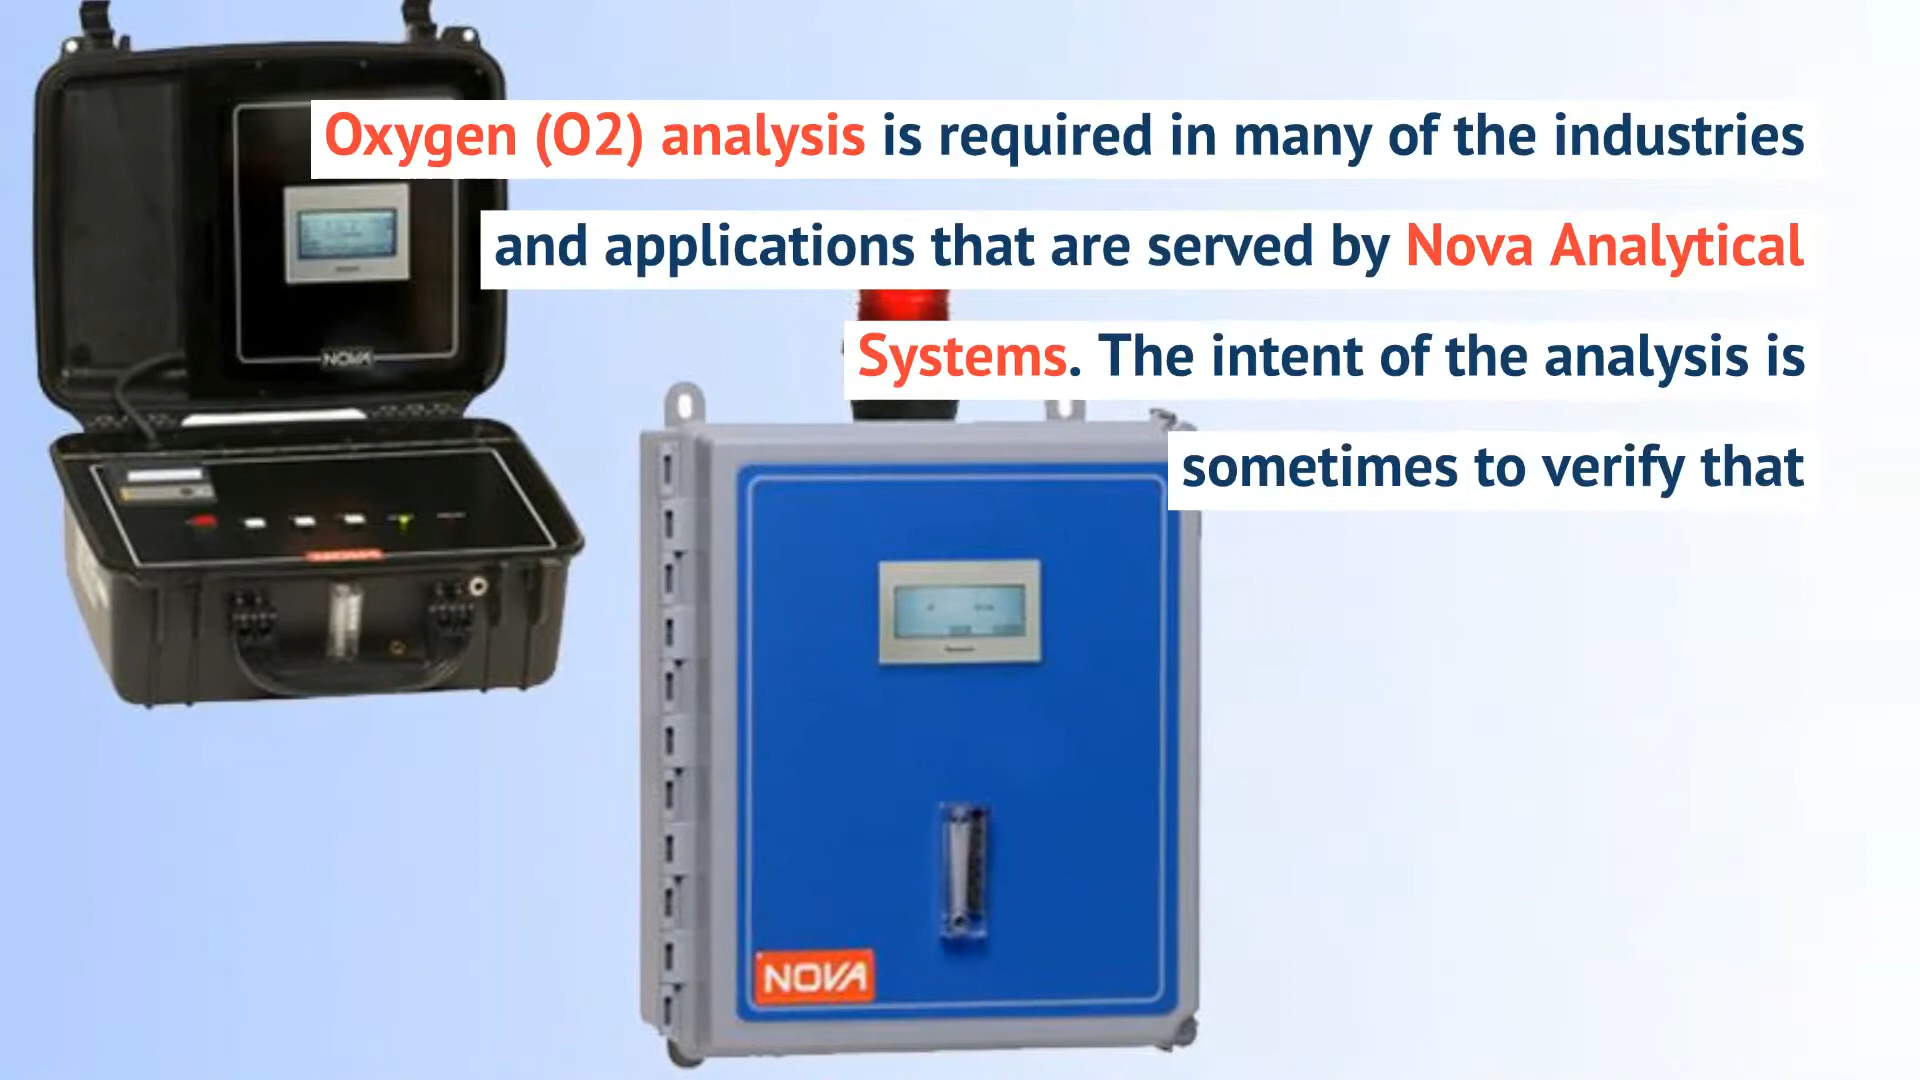 Oxygen (O2) analysis is required in many of the industries
and applications that are served by Nova Analytical
Systems. The intent of the analysis is
sometimes to verify that
NOVA
NOVA